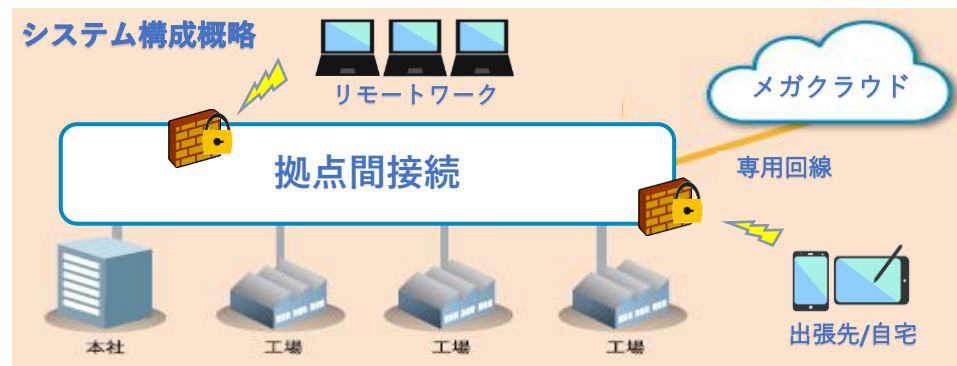 システム構成概略
リモートワーク
メガクラウド
拠点間接続
専用回線
本社
工場
工場
工場
出張先/自宅